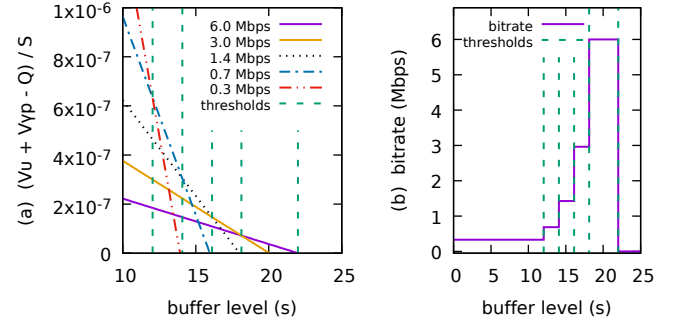 (a) (Vu + Vγp - Q) / S
1x10⁻⁶
8x10⁻⁷
6x10⁻⁷
4x10⁻⁷
2x10⁻⁷
0
6.0 Mbps
3.0 Mbps
1.4 Mbps
0.7 Mbps
0.3 Mbps
thresholds
10 15 20 25
buffer level (s)
(b) bitrate (Mbps)
6
5
4
3
2
1
0
bitrate
thresholds
0 5 10 15 20 25
buffer level (s)